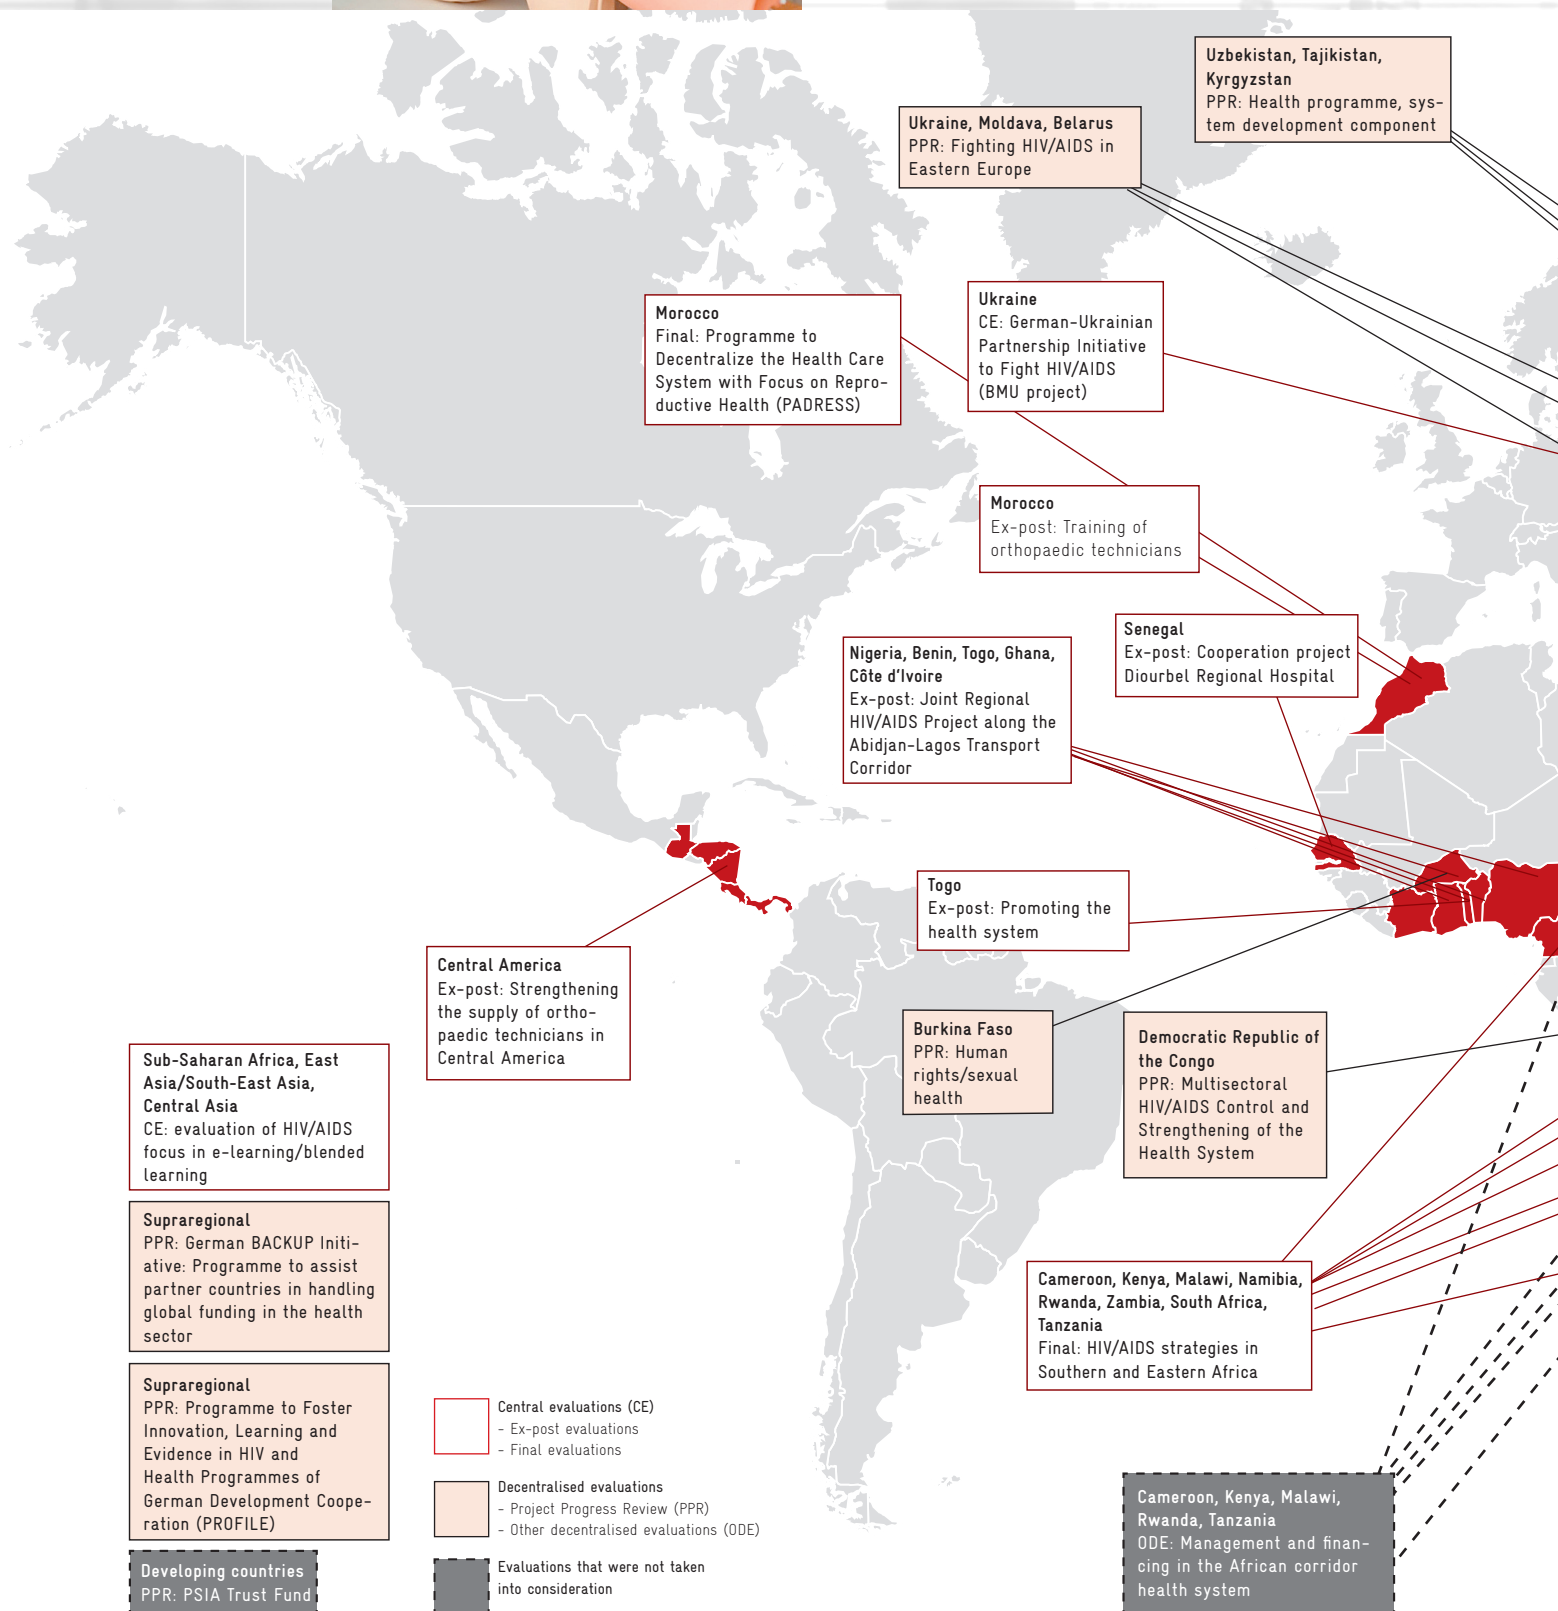 Uzbekistan, Tajikistan,
Kyrgyzstan
PPR: Health programme, sys-
tem development component
Ukraine, Moldava, Belarus
PPR: Fighting HIV/AIDS in
Eastern Europe
Morocco
Final: Programme to
Decentralize the Health Care
System with Focus on Repro-
ductive Health (PADRESS)
Ukraine
CE: German-Ukrainian
Partnership Initiative
to Fight HIV/AIDS
(BMU project)
Morocco
Ex-post: Training of
orthopaedic technicians
Senegal
Ex-post: Cooperation project
Diourbel Regional Hospital
Nigeria, Benin, Togo, Ghana,
Côte d'Ivoire
Ex-post: Joint Regional
HIV/AIDS Project along the
Abidjan-Lagos Transport
Corridor
Togo
Ex-post: Promoting the
health system
Central America
Ex-post: Strengthening
the supply of ortho-
paedic technicians in
Central America
Burkina Faso
PPR: Human
rights/sexual
health
Democratic Republic of
the Congo
PPR: Multisectoral
HIV/AIDS Control and
Strengthening of the
Health System
Sub-Saharan Africa, East
Asia/South-East Asia,
Central Asia
CE: evaluation of HIV/AIDS
focus in e-learning/blended
learning
Supraregional
PPR: German BACKUP Initi-
ative: Programme to assist
partner countries in handling
global funding in the health
sector
Supraregional
PPR: Programme to Foster
Innovation, Learning and
Evidence in HIV and
Health Programmes of
German Development Coope-
ration (PROFILE)
Developing countries
PPR: PSIA Trust Fund
Central evaluations (CE)
- Ex-post evaluations
- Final evaluations
Decentralised evaluations
- Project Progress Review (PPR)
- Other decentralised evaluations (ODE)
Evaluations that were not taken
into consideration
Cameroon, Kenya, Malawi, Namibia,
Rwanda, Zambia, South Africa,
Tanzania
Final: HIV/AIDS strategies in
Southern and Eastern Africa
Cameroon, Kenya, Malawi,
Rwanda, Tanzania
ODE: Management and finan-
cing in the African corridor
health system